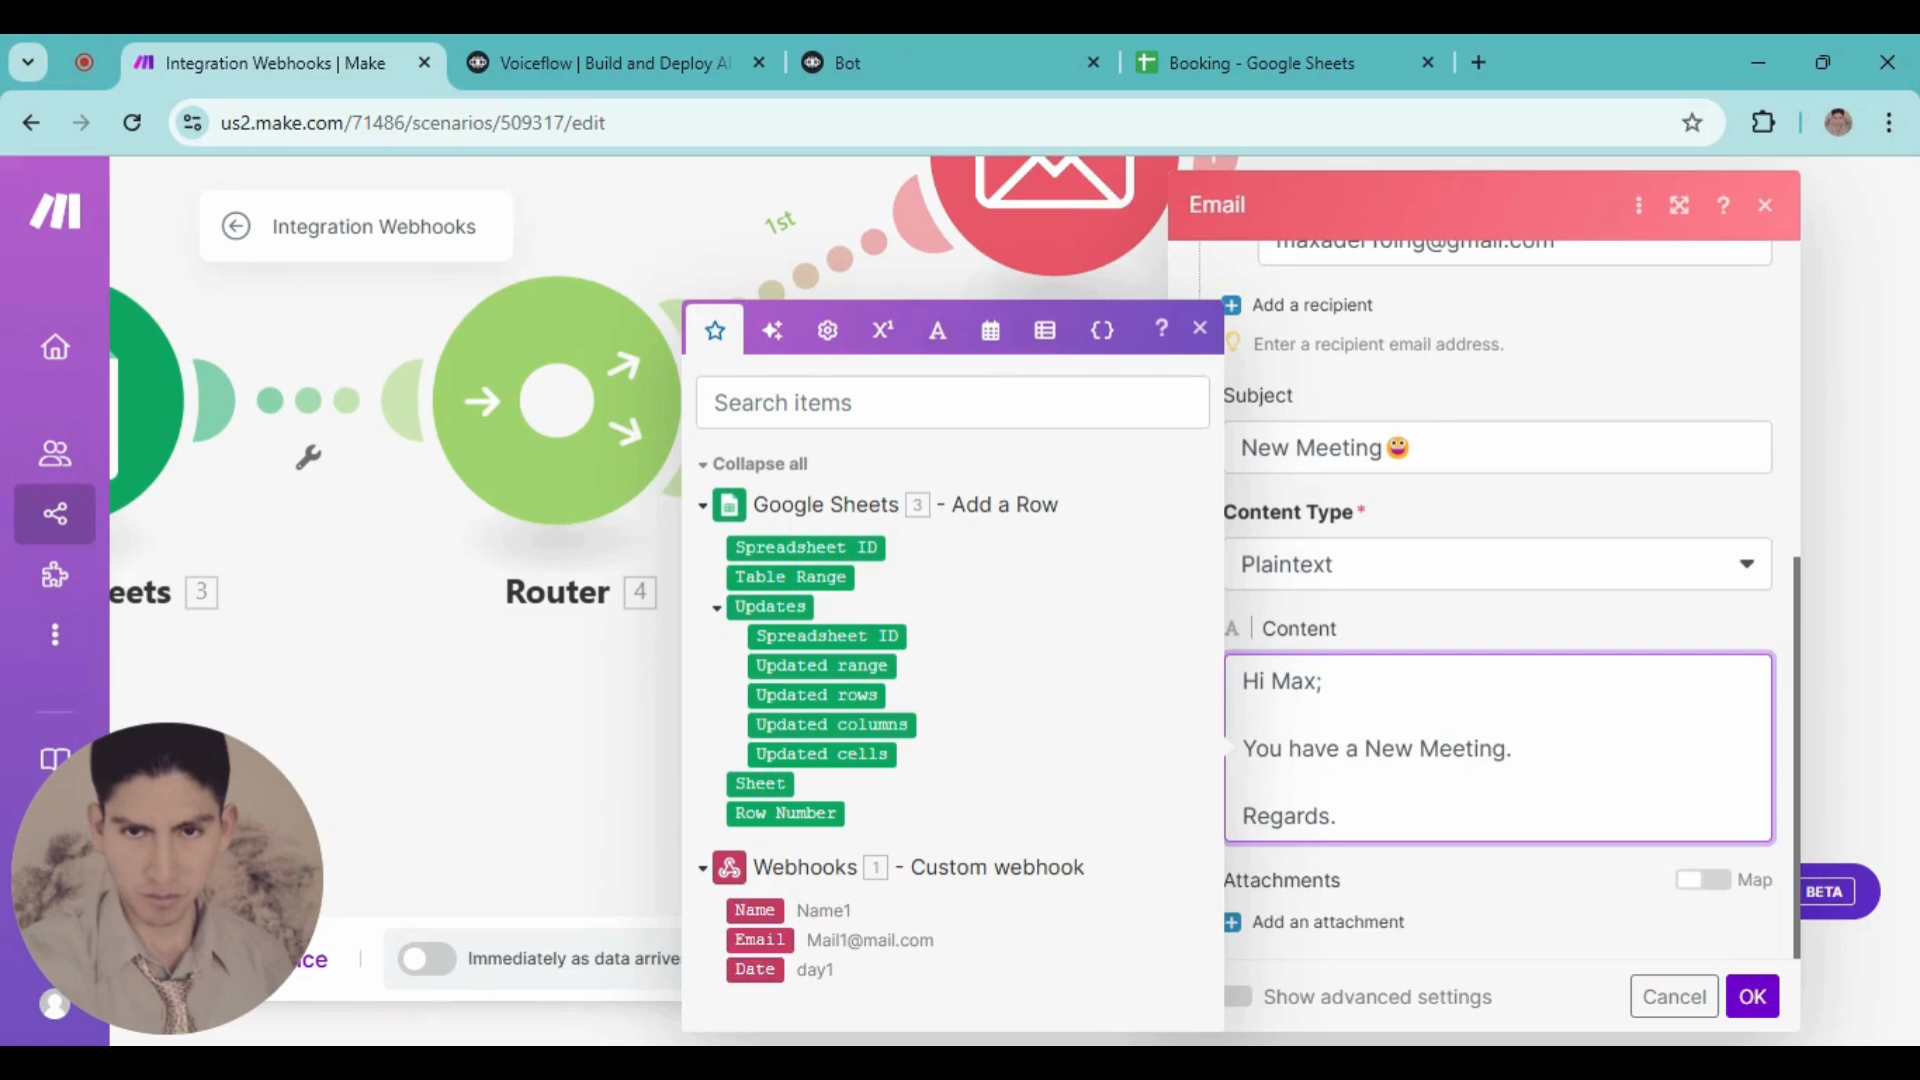 Integration Webhooks | Make
Voiceflow | Build and Deploy AI
Bot
Booking - Google Sheets
us2.make.com/71486/scenarios/509317/edit
Integration Webhooks
1st
Email
maxaderfoing@gmail.com
Add a recipient
Enter a recipient email address.
Subject
New Meeting😀
Content Type*
Plaintext
A | Content
Hi Max;
You have a New Meeting.
Regards.
Attachments
Map
Add an attachment
Show advanced settings
Cancel
OK
BETA
Search items
Collapse all
Google Sheets 3 - Add a Row
Spreadsheet ID
Table Range
Updates
Spreadsheet ID
Updated range
Updated rows
Updated columns
Updated cells
Sheet
Row Number
Webhooks 1 - Custom webhook
Name Name1
Email Mail1@mail.com
Date day1
eets 3
Router 4
Immediately as data arrive